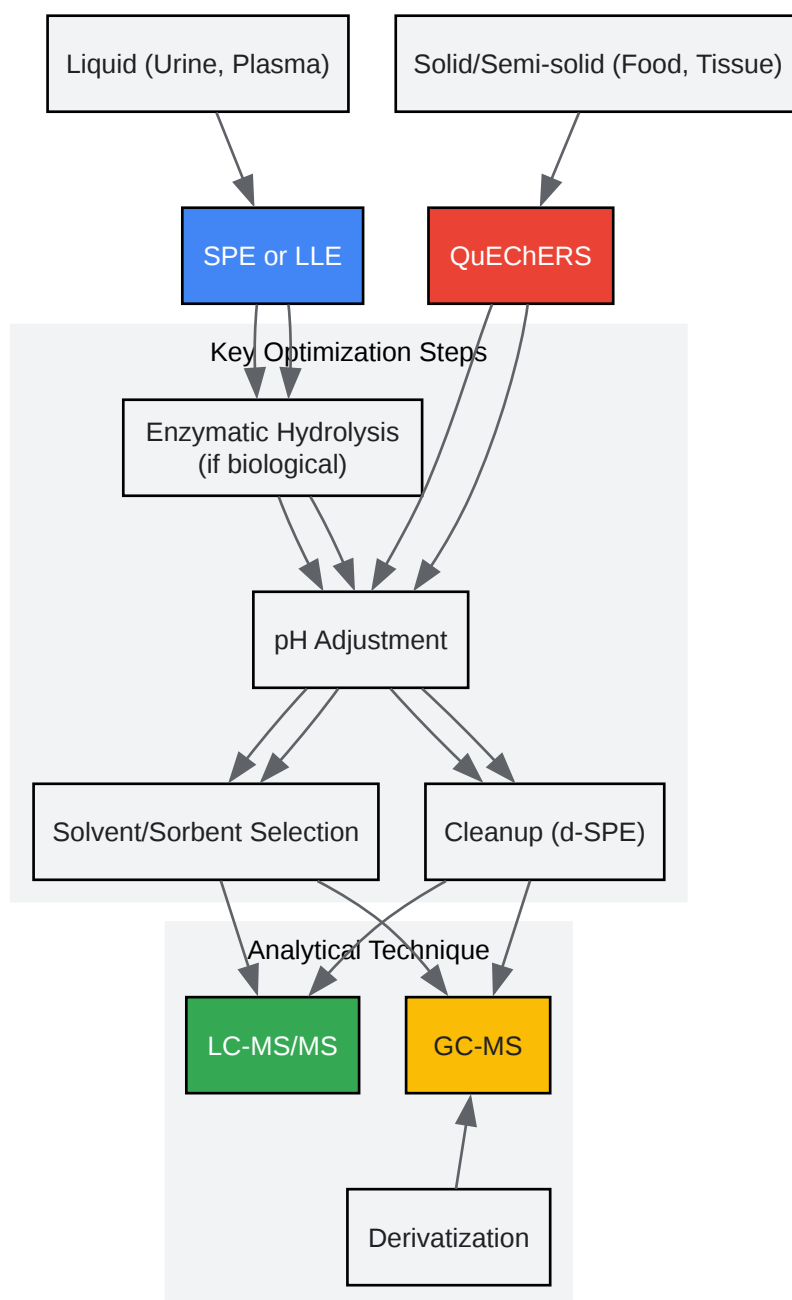 Liquid (Urine, Plasma)
Solid/Semi-solid (Food, Tissue)
SPE or LLE
QuEChERS
Key Optimization Steps
Enzymatic Hydrolysis
(if biological)
pH Adjustment
Solvent/Sorbent Selection
Cleanup (d-SPE)
Analytical Technique
LC-MS/MS
GC-MS
Derivatization